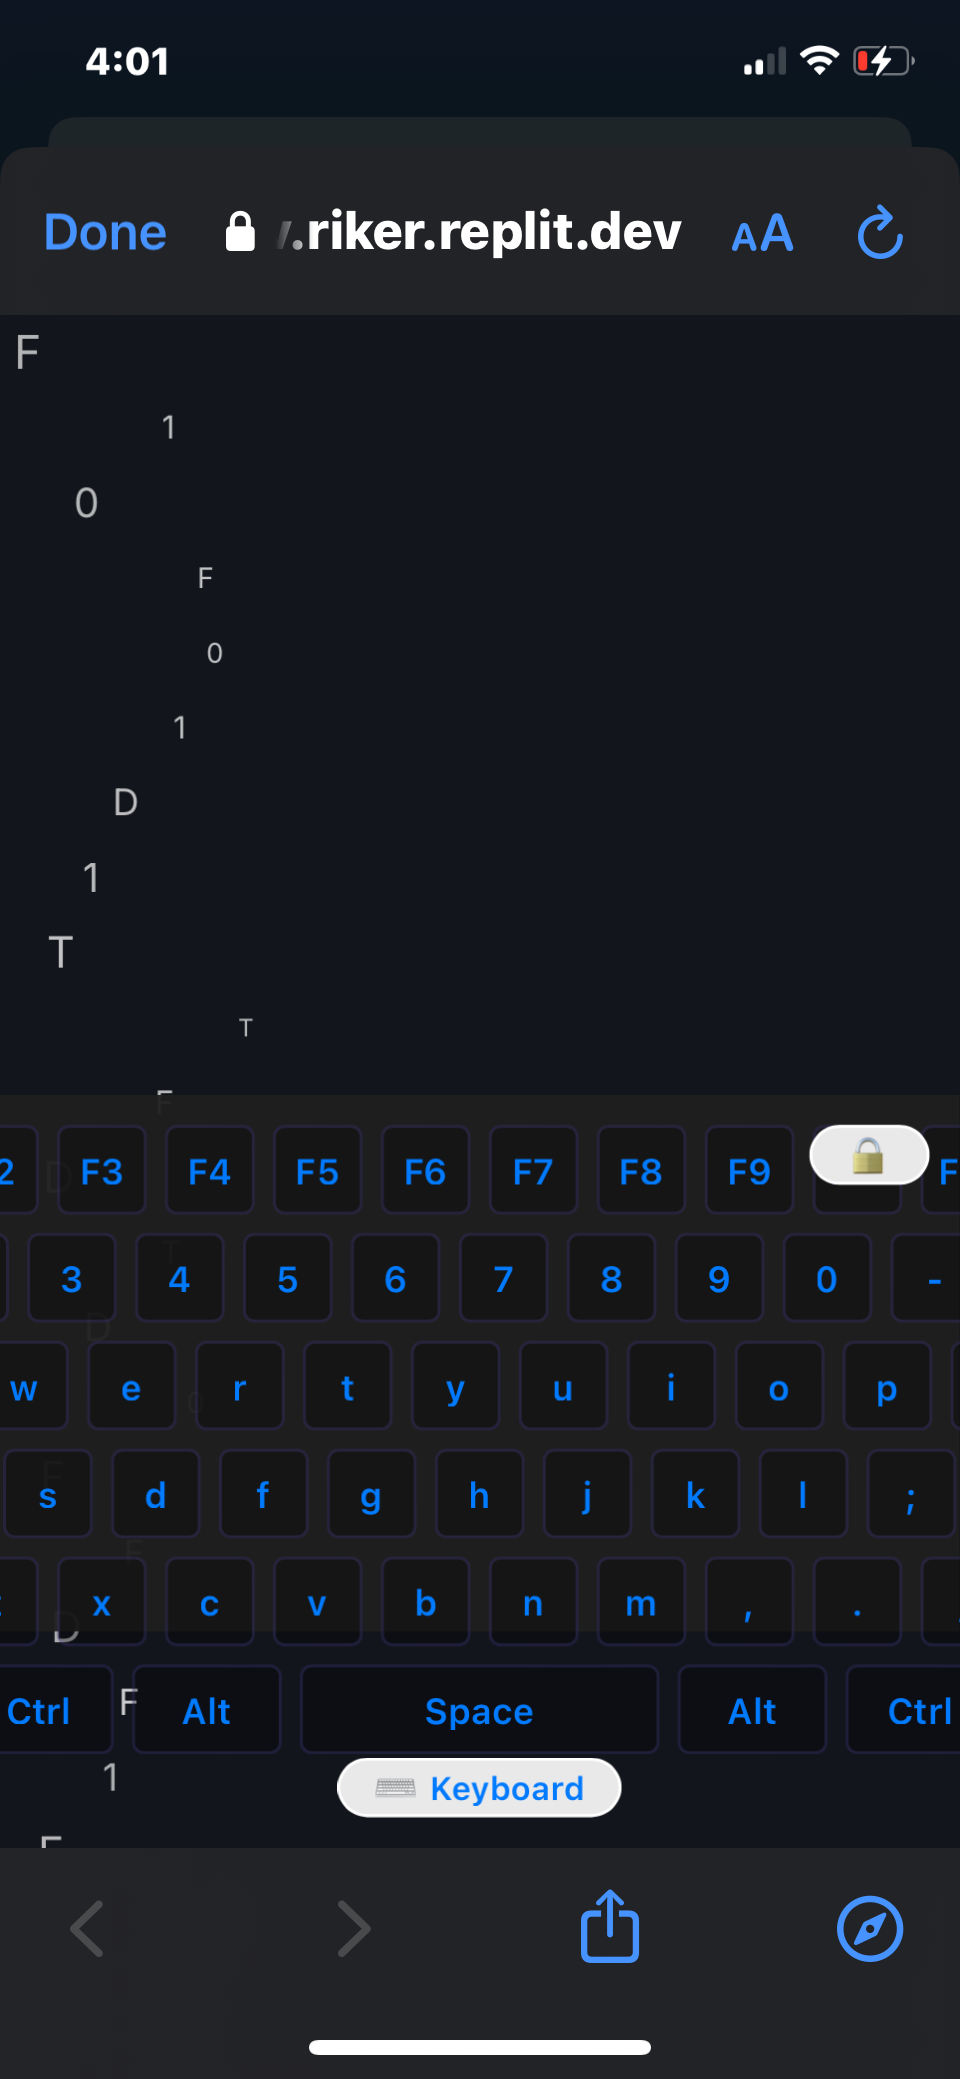 4:01
Done .riker.replit.dev AA
F
1
0
F
0
1
D
1
T
T
F
2 F3 F4 F5 F6 F7 F8 F9 F
D
T
3 4 5 6 7 8 9 0 -
D
w e r t y u i o p
0
F
s d f g h j k l ;
F
x c v b n m , .
D
F
Ctrl Alt Space Alt Ctrl
1
Keyboard